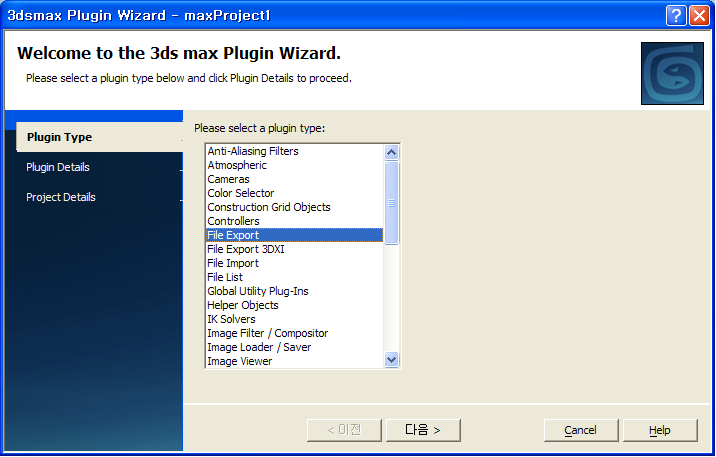 3dsmax Plugin Wizard - maxProject1
Welcome to the 3ds max Plugin Wizard.
Please select a plugin type below and click Plugin Details to proceed.
Plugin Type
Plugin Details
Project Details
Please select a plugin type:
Anti-Aliasing Filters
Atmospheric
Cameras
Color Selector
Construction Grid Objects
Controllers
File Export
File Export 3DXI
File Import
File List
Global Utility Plug-Ins
Helper Objects
IK Solvers
Image Filter / Compositor
Image Loader / Saver
Image Viewer
< 이전
다음 >
Cancel
Help